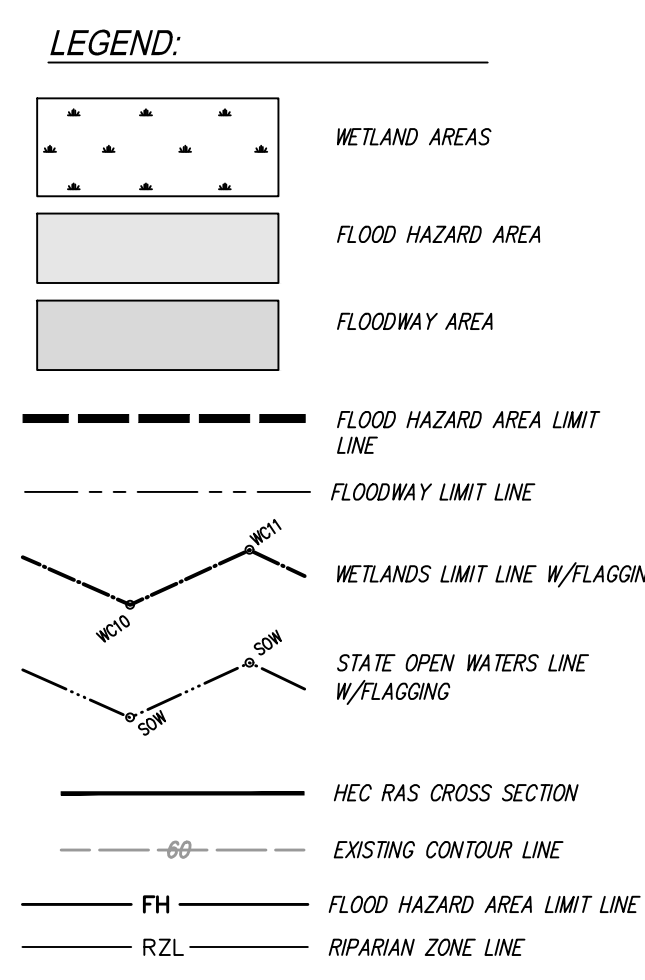 LEGEND:
WETLAND AREAS
FLOOD HAZARD AREA
FLOODWAY AREA
FLOOD HAZARD AREA LIMIT
LINE
FLOODWAY LIMIT LINE
WC11
WC10
WETLANDS LIMIT LINE W/FLAGGIN
SOW
SOW
STATE OPEN WATERS LINE
W/FLAGGING
HEC RAS CROSS SECTION
60
EXISTING CONTOUR LINE
FH
FLOOD HAZARD AREA LIMIT LINE
RZL
RIPARIAN ZONE LINE